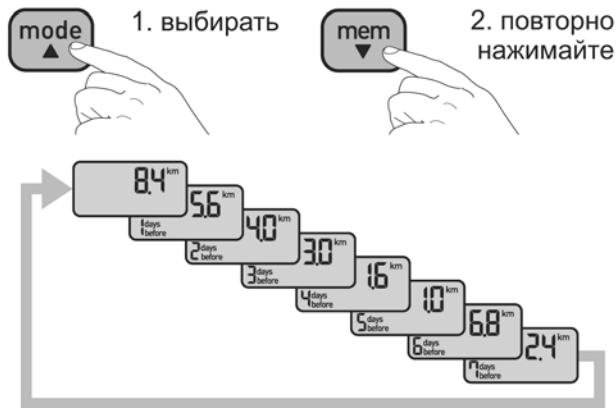 mode
1. выбирать
mem
2. повторно
нажимайте
8.4 km
5.6 km
1 days
before
4.0 km
2 days
before
3.0 km
3 days
before
1.6 km
4 days
before
1.0 km
5 days
before
6.8 km
6 days
before
2.4 km
7 days
before